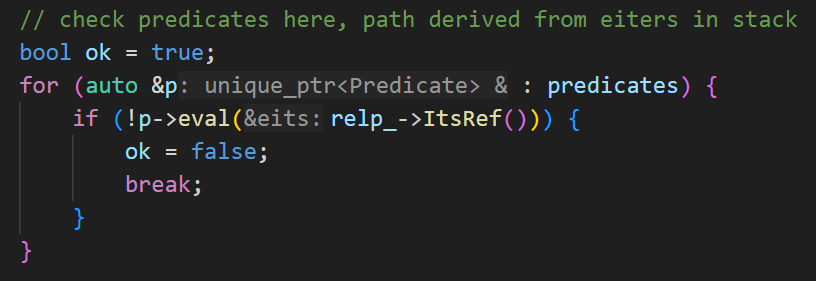 // check predicates here, path derived from eiters in stack
bool ok = true;
for (auto &p: unique_ptr<Predicate> & : predicates) {
if (!p->eval(&eits: relp_->ItsRef())) {
ok = false;
break;
}
}